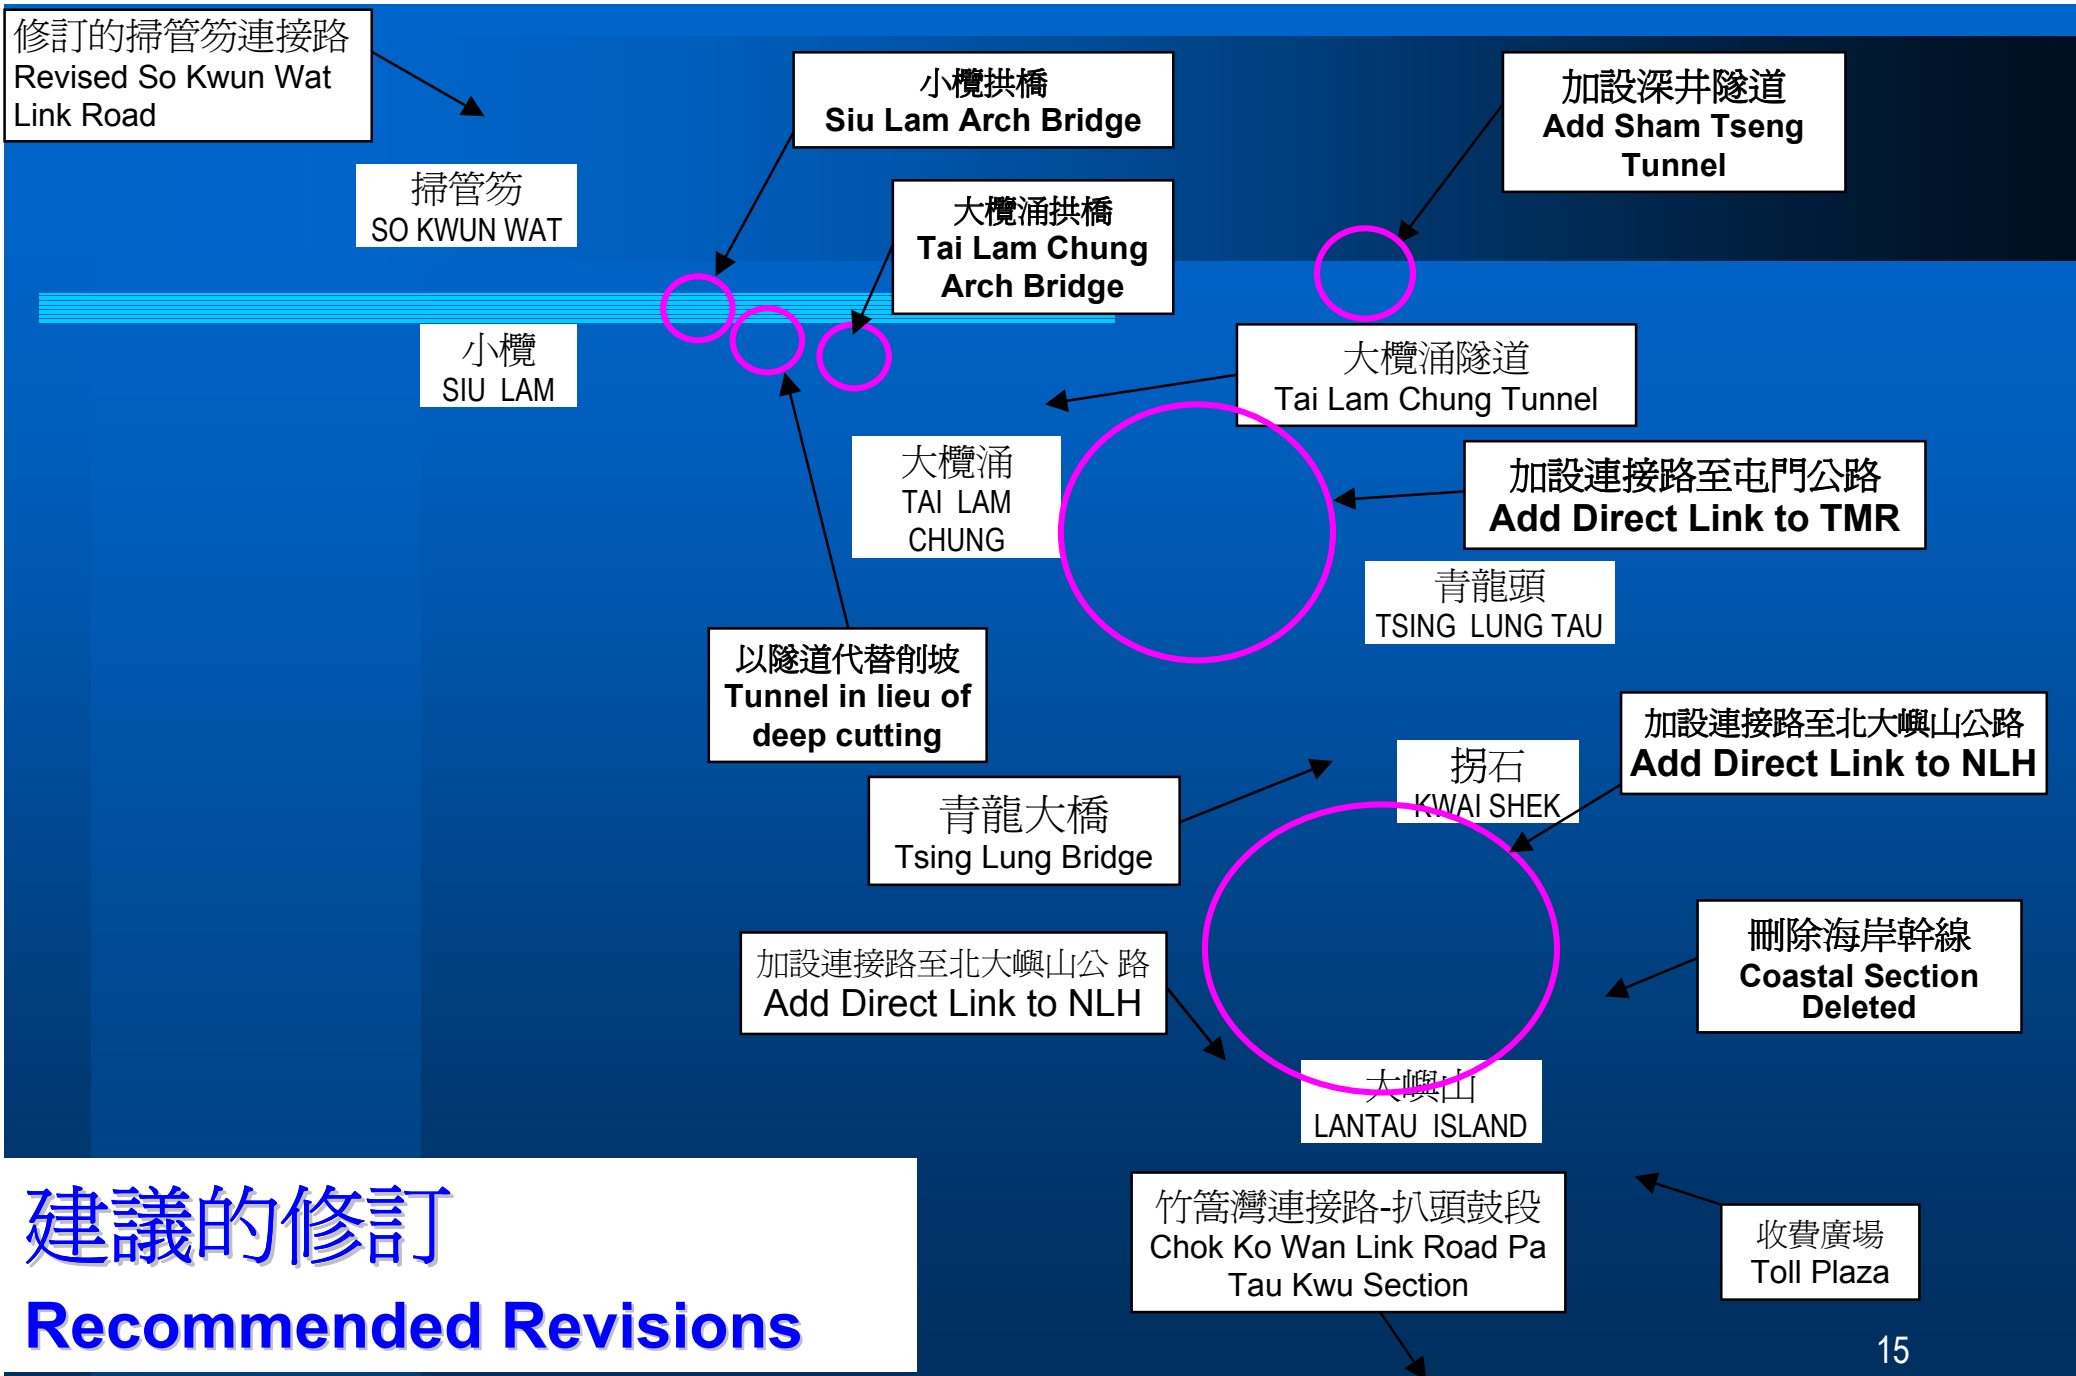 修訂的掃管笏連接路
Revised So Kwun Wat
Link Road
小欖拱橋
Siu Lam Arch Bridge
加設深井隧道
Add Sham Tseng
Tunnel
掃管笏
SO KWUN WAT
大欖涌拱橋
Tai Lam Chung
Arch Bridge
小欖
SIU LAM
大欖涌隧道
Tai Lam Chung Tunnel
大欖涌
TAI LAM
CHUNG
加設連接路至屯門公路
Add Direct Link to TMR
青龍頭
TSING LUNG TAU
以隧道代替削坡
Tunnel in lieu of
deep cutting
加設連接路至北大嶼山公路
Add Direct Link to NLH
拐石
KWAI SHEK
青龍大橋
Tsing Lung Bridge
刪除海岸幹線
Coastal Section
Deleted
加設連接路至北大嶼山公 路
Add Direct Link to NLH
大嶼山
LANTAU ISLAND
竹篙灣連接路-扒頭鼓段
Chok Ko Wan Link Road Pa
Tau Kwu Section
收費廣場
Toll Plaza
建議的修訂
Recommended Revisions
15